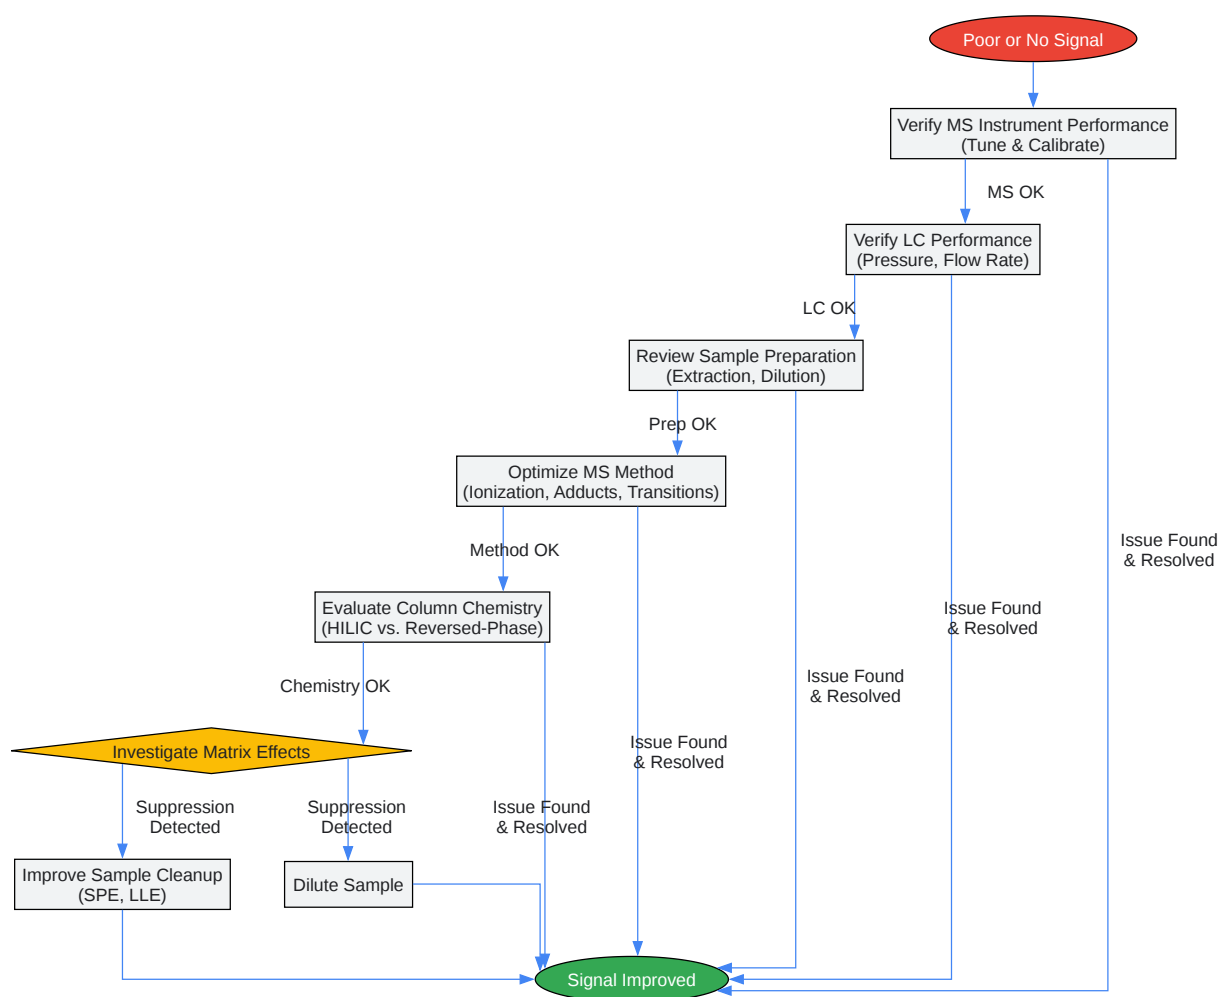 Poor or No Signal
Verify MS Instrument Performance
(Tune & Calibrate)
MS OK
Verify LC Performance
(Pressure, Flow Rate)
LC OK
Review Sample Preparation
(Extraction, Dilution)
Prep OK
Optimize MS Method
(Ionization, Adducts, Transitions)
Method OK
Issue Found
& Resolved
Evaluate Column Chemistry
(HILIC vs. Reversed-Phase)
Issue Found
& Resolved
Chemistry OK
Issue Found
& Resolved
Investigate Matrix Effects
Issue Found
& Resolved
Suppression
Detected
Suppression
Detected
Issue Found
& Resolved
Improve Sample Cleanup
(SPE, LLE)
Dilute Sample
Signal Improved